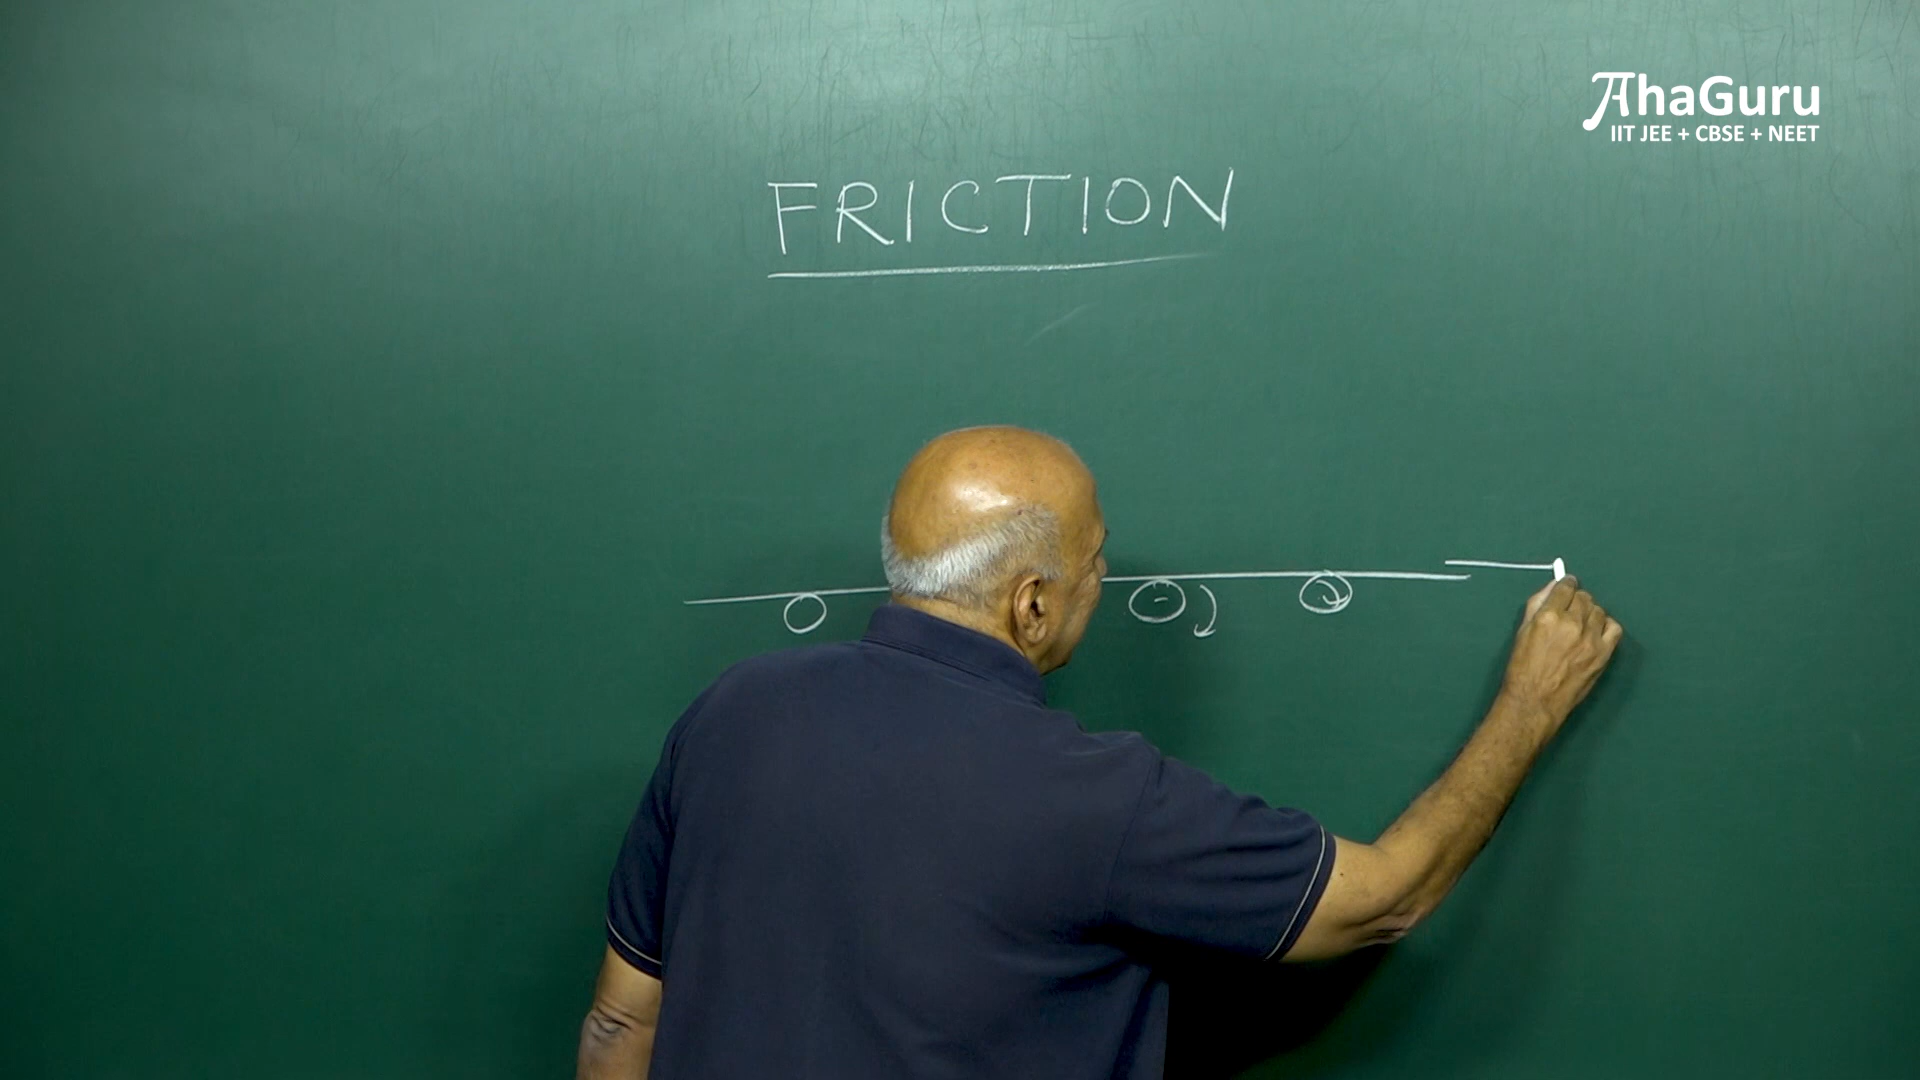 AhaGuru
IIT JEE + CBSE + NEET
FRICTION